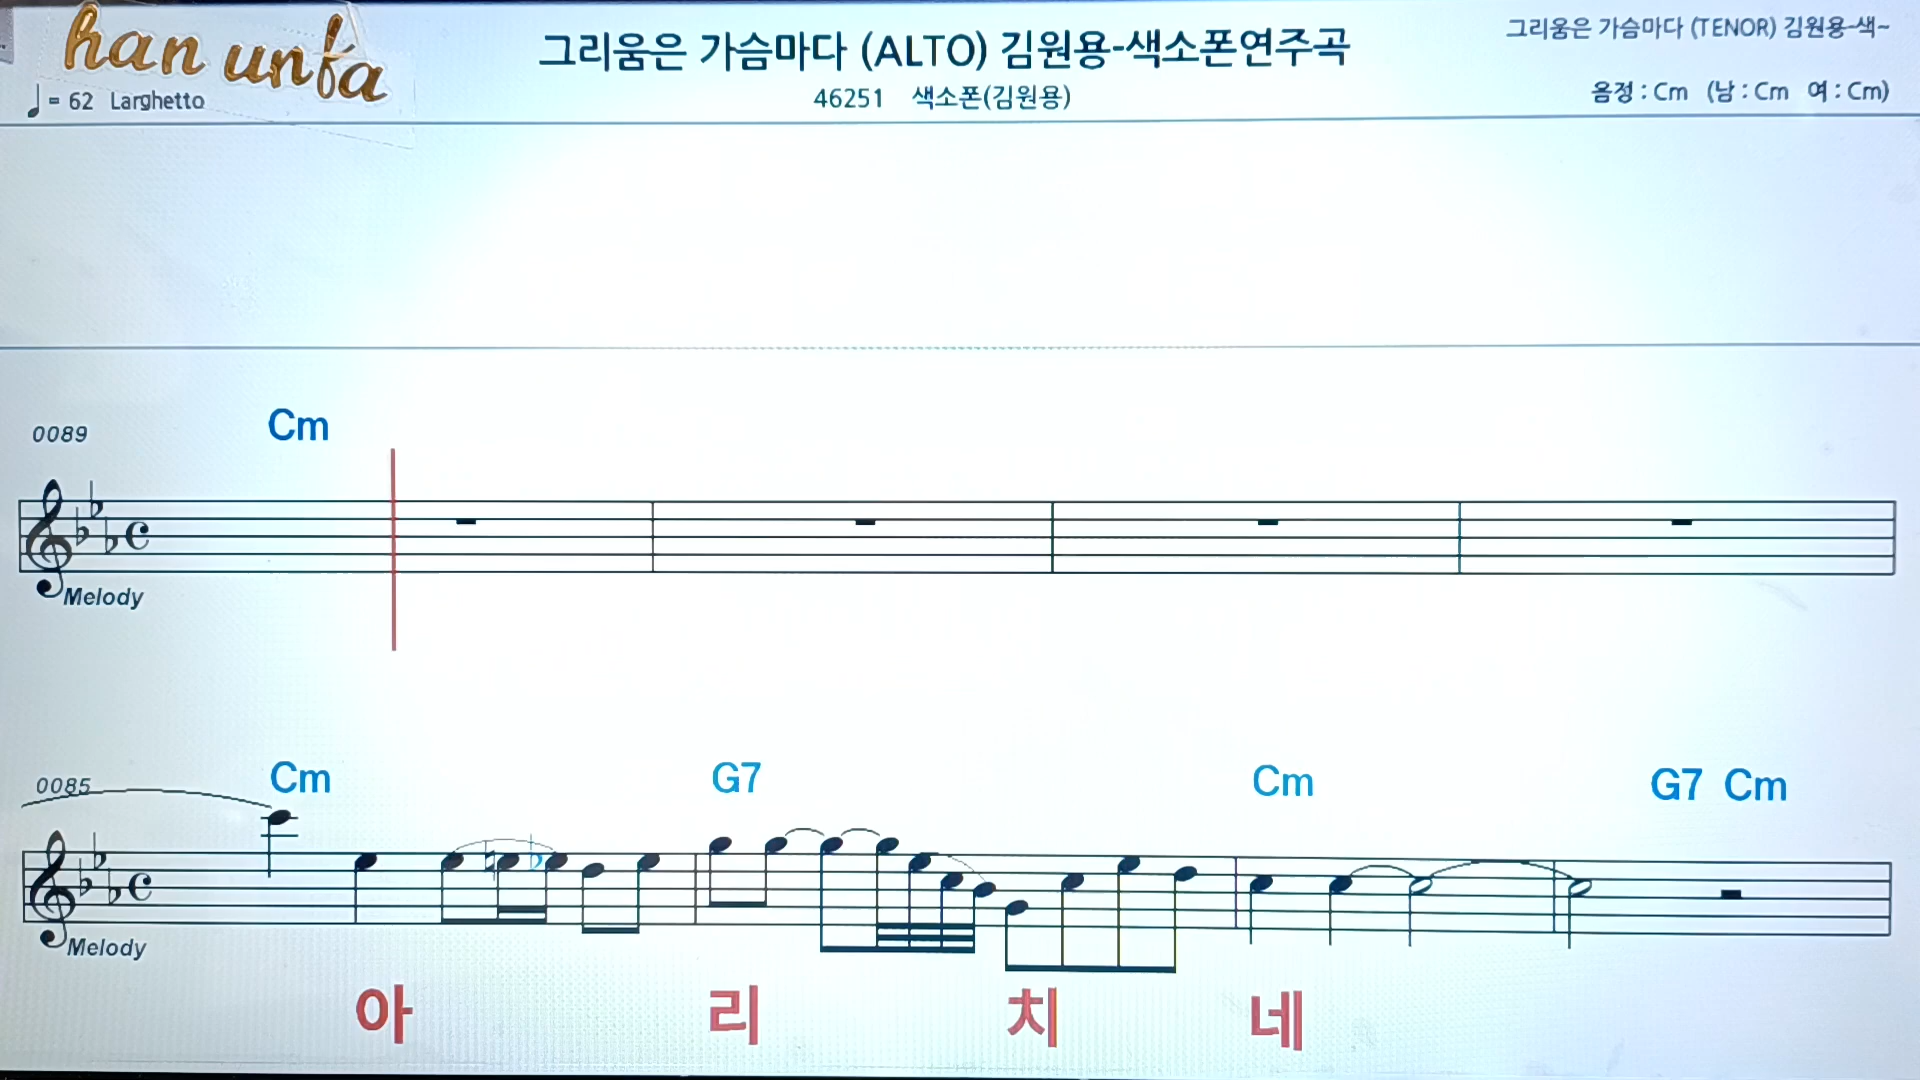 han unfa
그리움은 가슴마다 (ALTO) 김원용-색소폰연주곡
그리움은 가슴마다 (TENOR) 김원용-색~
= 62 Larghetto
46251 색소폰(김원용)
음정 : Cm (남 : Cm 여 : Cm)
0089
Cm
Melody
0085
Cm G7 Cm G7 Cm
Melody
아 리 치 네